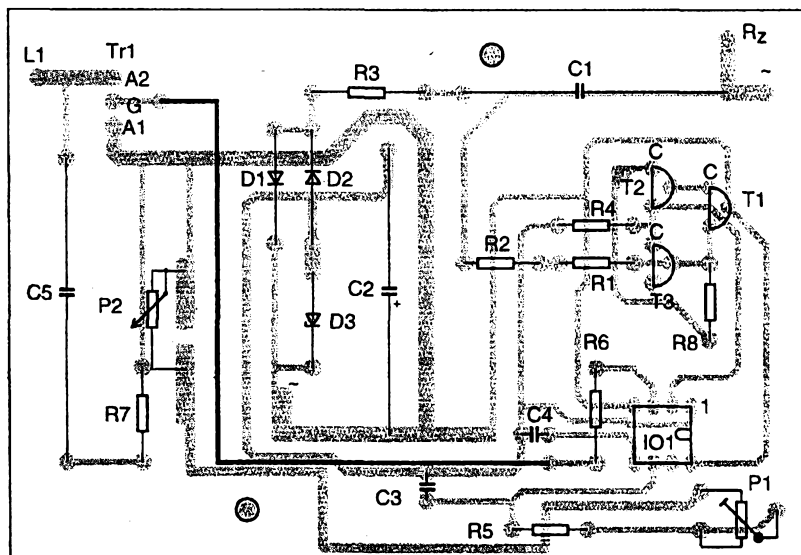 L1 Tr1
A2
G
A1
R3
C1
Rz
~
D1 D2
C
T2
C
T1
R4
C
R2
R1
T3
C5
P2
C2
+
D3
R8
R6
~
R7
C4
1
IO1
C3
P1
R5